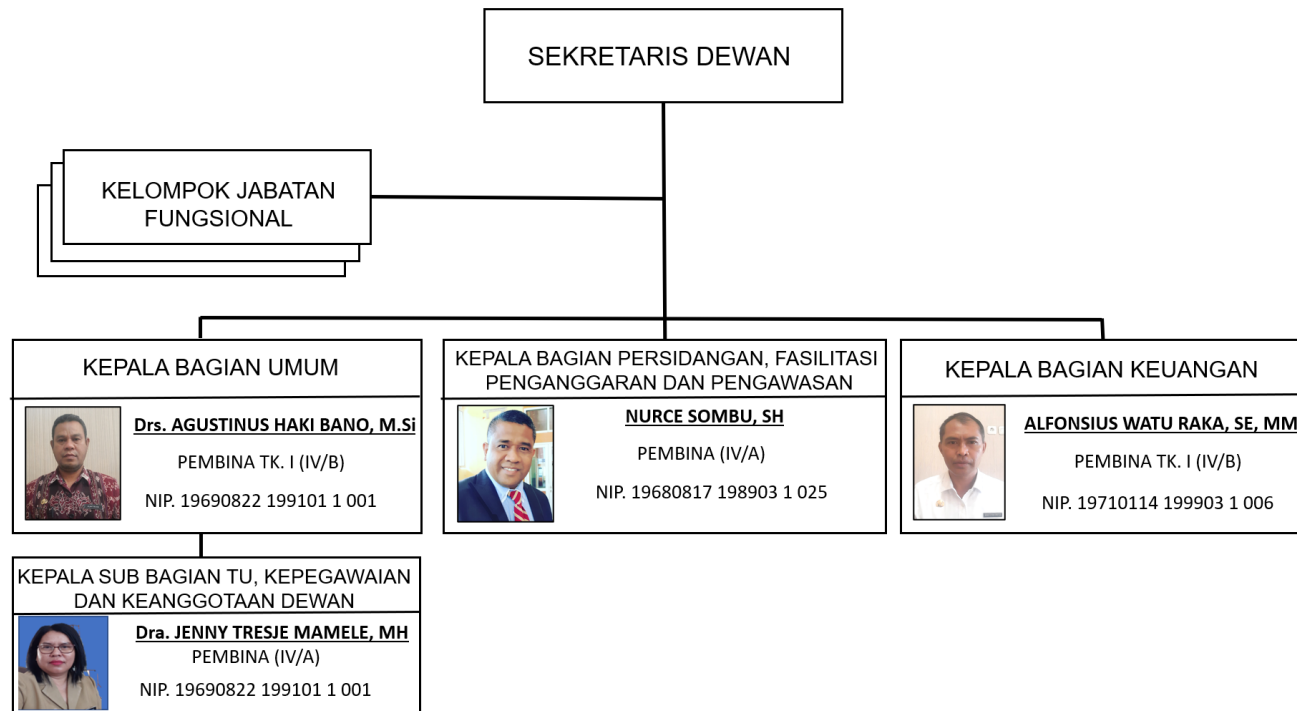 SEKRETARIS DEWAN
KELOMPOK JABATAN
FUNGSIONAL
KEPALA BAGIAN UMUM
Drs. AGUSTINUS HAKI BANO, M.Si
PEMBINA TK. I (IV/B)
NIP. 19690822 199101 1 001
KEPALA BAGIAN PERSIDANGAN, FASILITASI
PENGANGGARAN DAN PENGAWASAN
NURCE SOMBU, SH
PEMBINA (IV/A)
NIP. 19680817 198903 1 025
KEPALA BAGIAN KEUANGAN
ALFONSIUS WATU RAKA, SE, MM
PEMBINA TK. I (IV/B)
NIP. 19710114 199903 1 006
KEPALA SUB BAGIAN TU, KEPEGAWAIAN
DAN KEANGGOTAAN DEWAN
Dra. JENNY TRESJE MAMELE, MH
PEMBINA (IV/A)
NIP. 19690822 199101 1 001